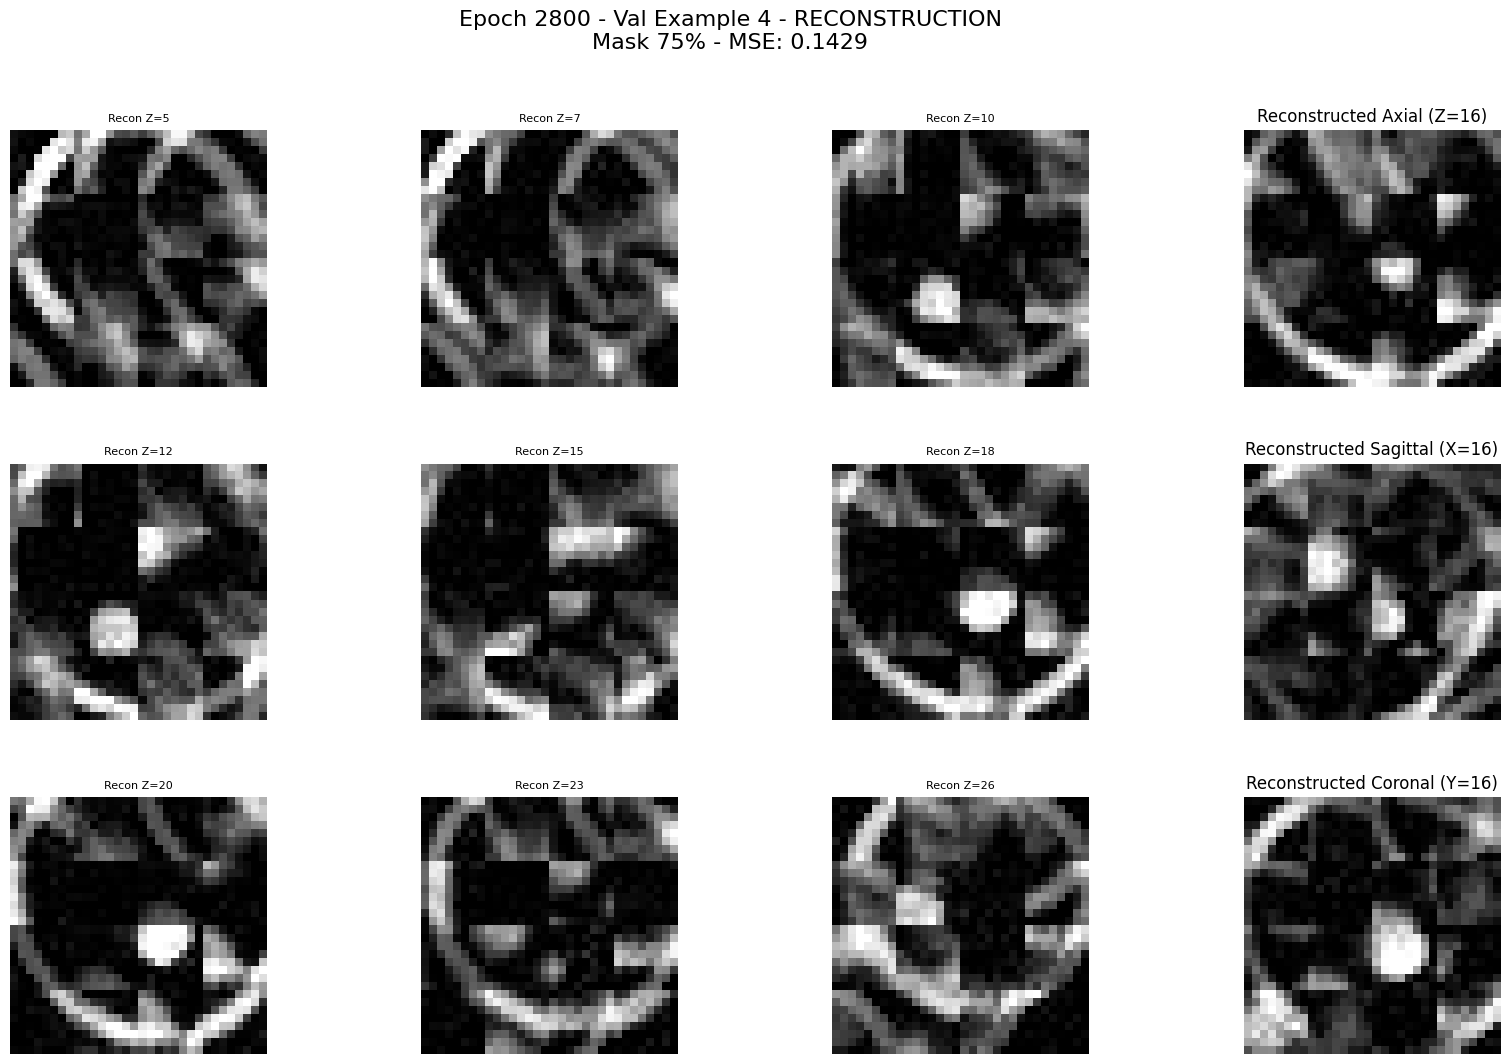 Epoch 2800 - Val Example 4 - RECONSTRUCTION
Mask 75% - MSE: 0.1429
Recon Z=5
Recon Z=7
Recon Z=10
Reconstructed Axial (Z=16)
Recon Z=12
Recon Z=15
Recon Z=18
Reconstructed Sagittal (X=16)
Recon Z=20
Recon Z=23
Recon Z=26
Reconstructed Coronal (Y=16)